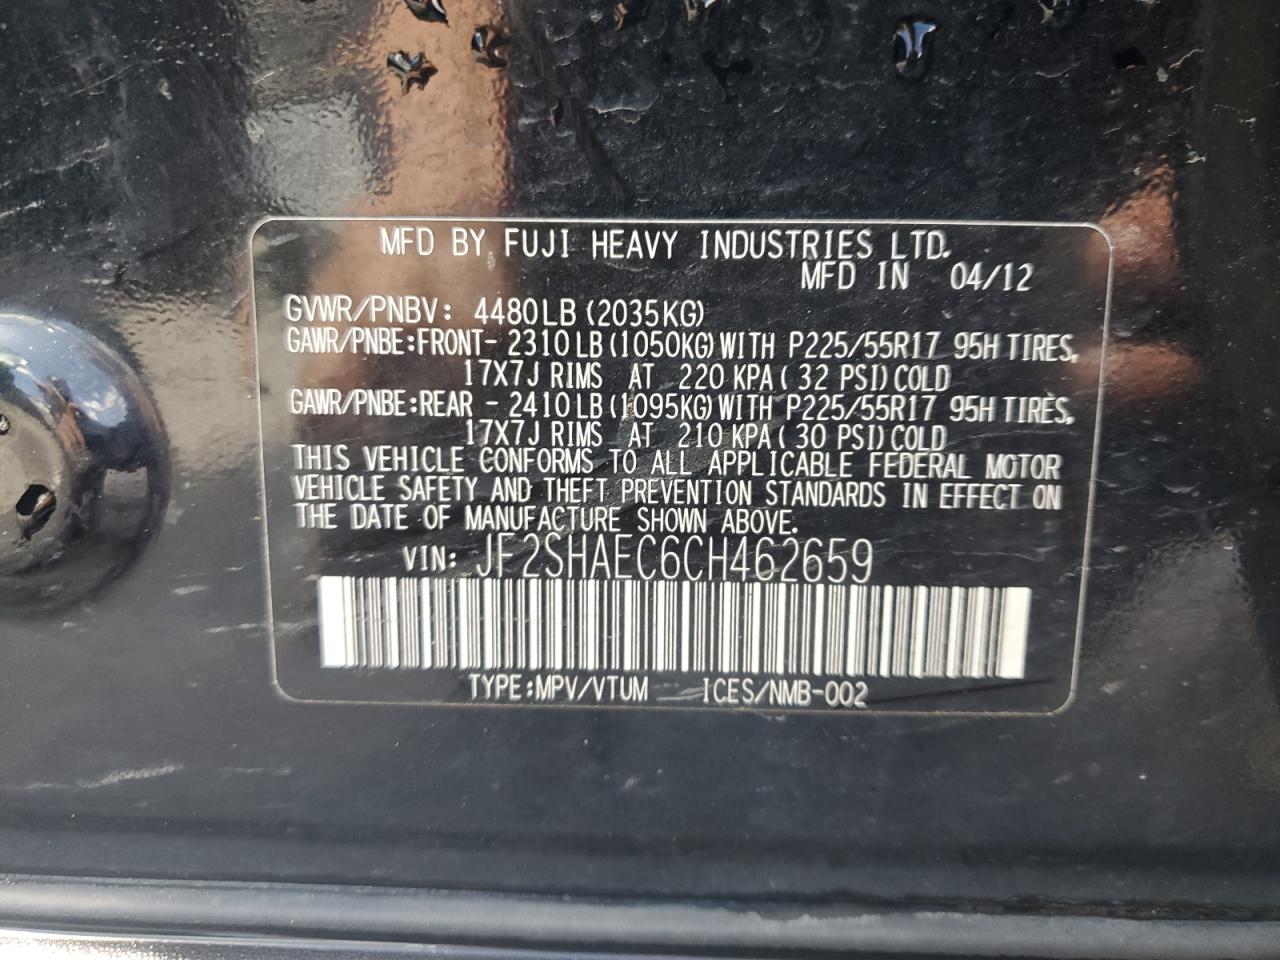 MFD BY FUJI HEAVY INDUSTRIES LTD.
MFD IN 04/12
GVWR/PNBV: 4480LB (2035KG)
GAWR/PNBE:FRONT- 2310LB (1050KG) WITH P225/55R17 95H TIRES,
17X7J RIMS AT 220 KPA ( 32 PSI) COLD
GAWR/PNBE:REAR - 2410LB (1095KG) WITH P225/55R17 95H TIRES,
17X7J RIMS AT 210 KPA ( 30 PSI) COLD
THIS VEHICLE CONFORMS TO ALL APPLICABLE FEDERAL MOTOR
VEHICLE SAFETY AND THEFT PREVENTION STANDARDS IN EFFECT ON
THE DATE OF MANUFACTURE SHOWN ABOVE.
VIN: JF2SHAEC6CH462659
TYPE:MPV/VTUM ICES/NMB-002